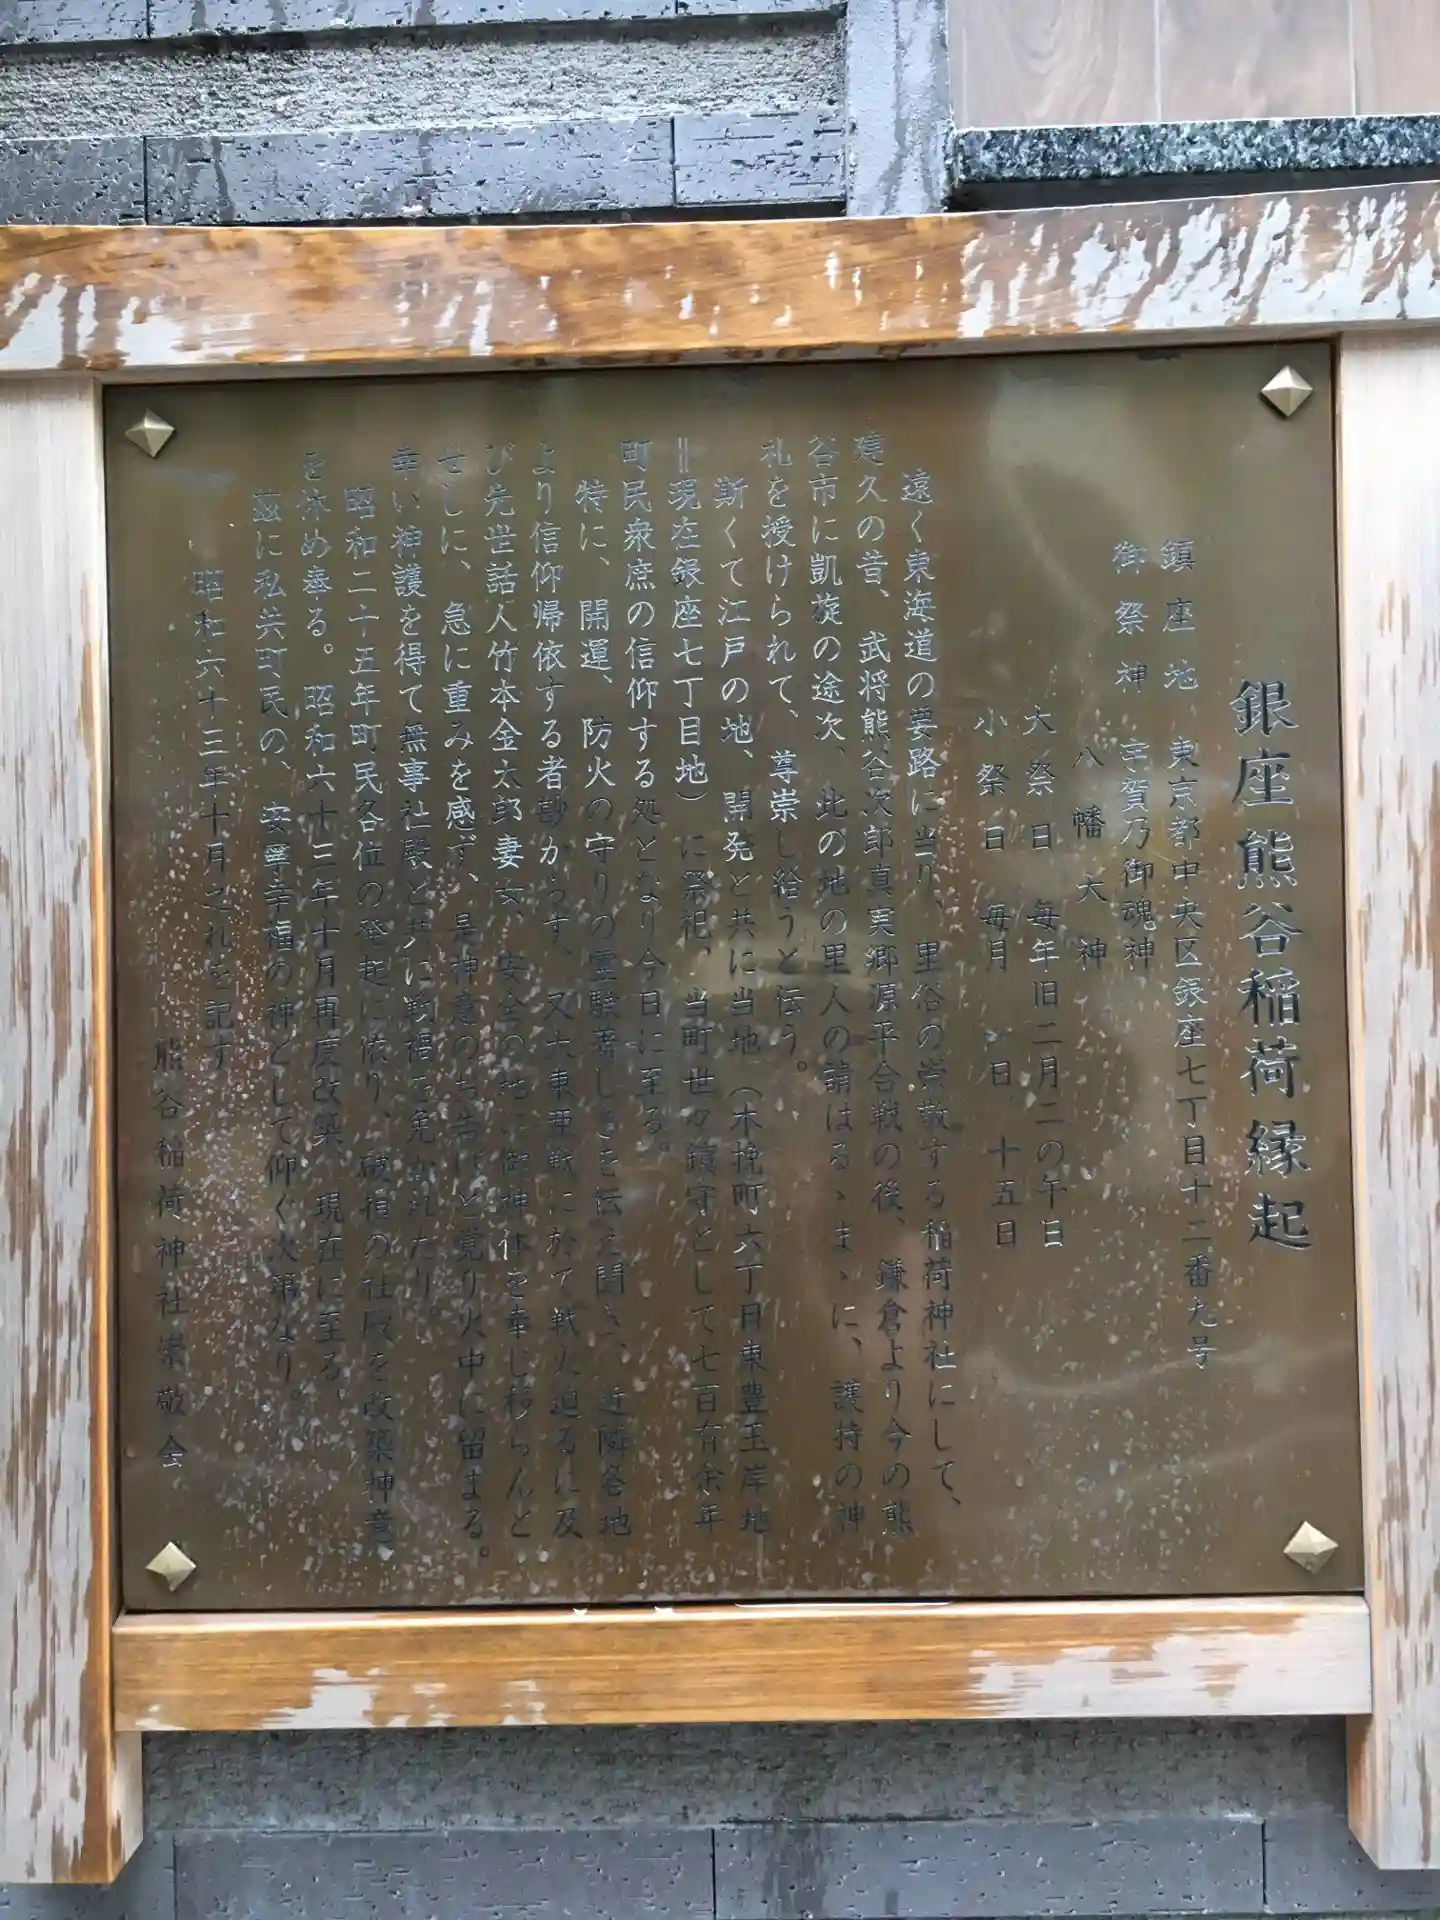 銀座熊谷稲荷縁起
鎮座地 東京都中央区銀座七丁目十二番九号
御祭神 宇賀乃御魂神
八幡大神
大祭日 毎年旧二月二の午日
小祭日 毎月 一日、十五日
遠く東海道の要路に当り、里俗の崇敬する稲荷神社にして、
建久の昔、武将熊谷次郎真実郷源平合戦の後、鎌倉より今の熊
谷市に凱旋の途次、此の地の里人の請はるゝまゝに、護持の神
札を授けられて、尊崇し給うと伝う。
斯くて江戸の地、開発と共に当地（木挽町六丁目東豊玉岸地
＝現在銀座七丁目地）に祭祀、当町世々鎮守として七百有余年
町民衆庶の信仰する処となり今日に至る。
特に、開運、防火の守りの霊験著しきを伝え聞き、近隣各地
より信仰帰依する者尠からず、又大東亜戦に於て戦火迫るに及
び先世話人竹本金太郎妻女、安全の地に御神体を奉じ移らんと
せしに、急に重みを感ず、是神意のお告げと覚り火中に留まる。
幸い神護を得て無事社殿と共に戦禍を免かれたり。
昭和二十五年町民各位の発起に依り、破損の社殿を改築神意
を休め奉る。昭和六十三年十月再度改築 現在に至る。
茲に私共町民の、安寧幸福の神として仰ぐ次第なり。
昭和六十三年十月之れを記す
熊谷稲荷神社崇敬会